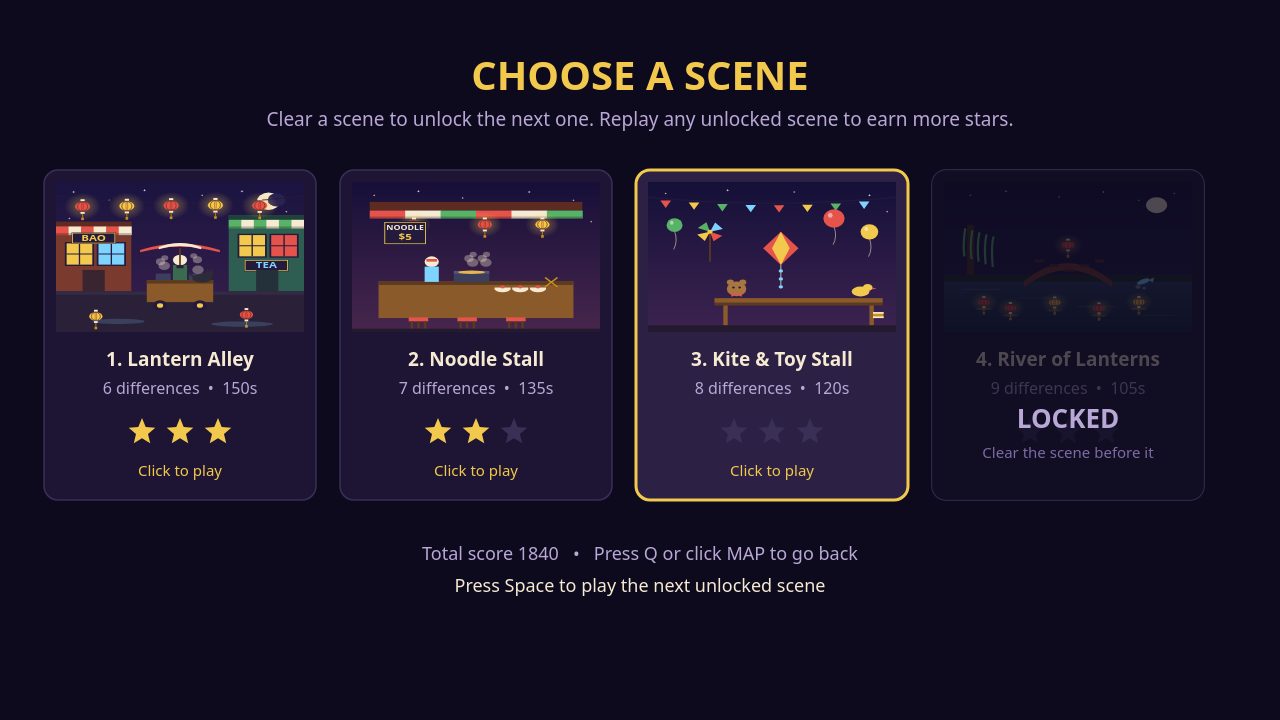 CHOOSE A SCENE
Clear a scene to unlock the next one. Replay any unlocked scene to earn more stars.
BAO
TEA
1. Lantern Alley
6 differences • 150s
Click to play
NOODLE
$5
2. Noodle Stall
7 differences • 135s
Click to play
3. Kite & Toy Stall
8 differences • 120s
Click to play
4. River of Lanterns
9 differences • 105s
LOCKED
Clear the scene before it
Total score 1840 • Press Q or click MAP to go back
Press Space to play the next unlocked scene